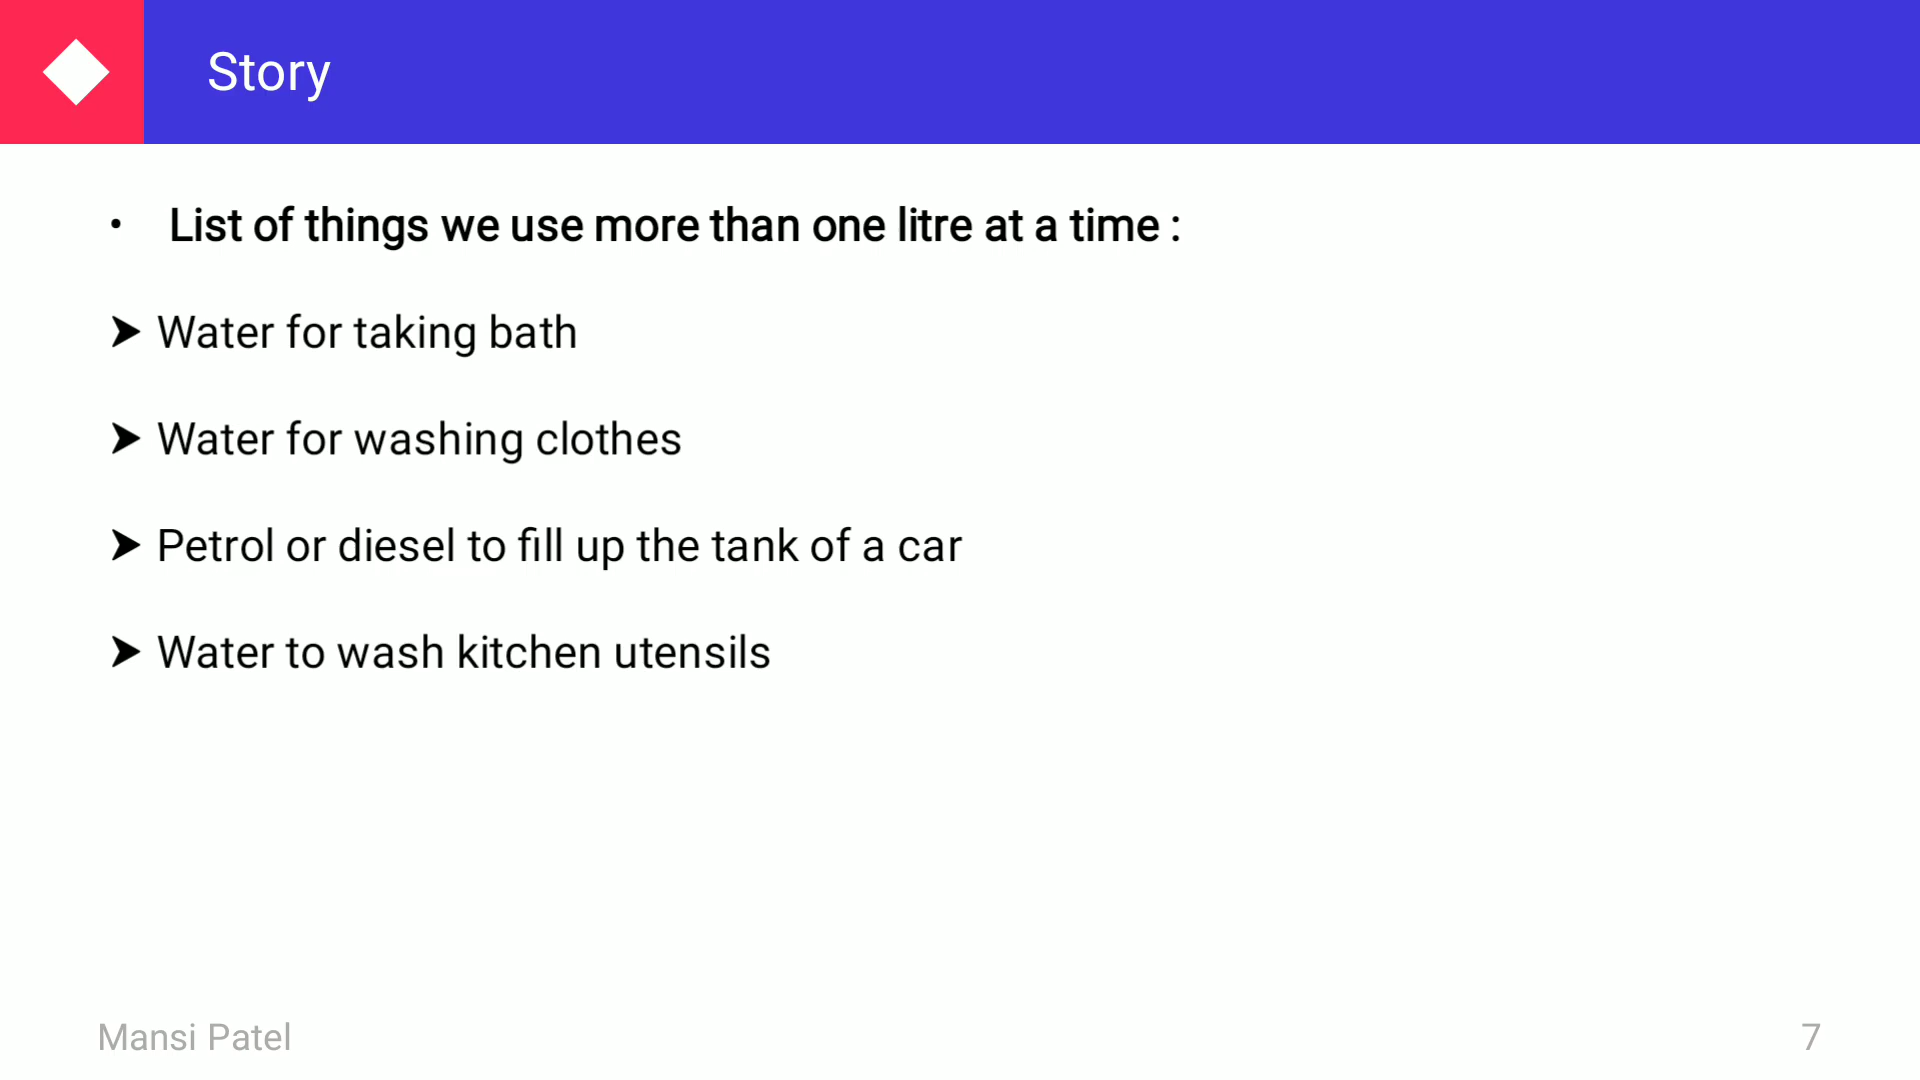 Story
• List of things we use more than one litre at a time :
➤ Water for taking bath
➤ Water for washing clothes
➤ Petrol or diesel to fill up the tank of a car
➤ Water to wash kitchen utensils
Mansi Patel
7